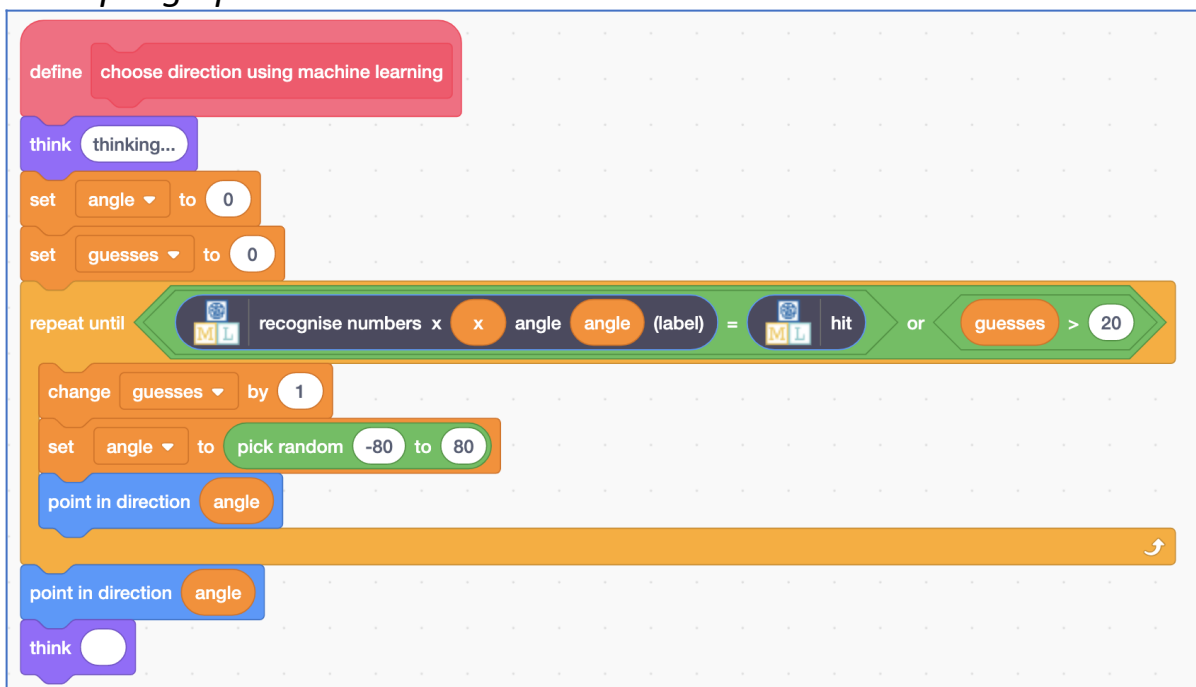 define choose direction using machine learning
think thinking...
set angle to 0
set guesses to 0
repeat until ML recognise numbers x x angle angle (label) = ML hit or guesses > 20
change guesses by 1
set angle to pick random -80 to 80
point in direction angle
point in direction angle
think